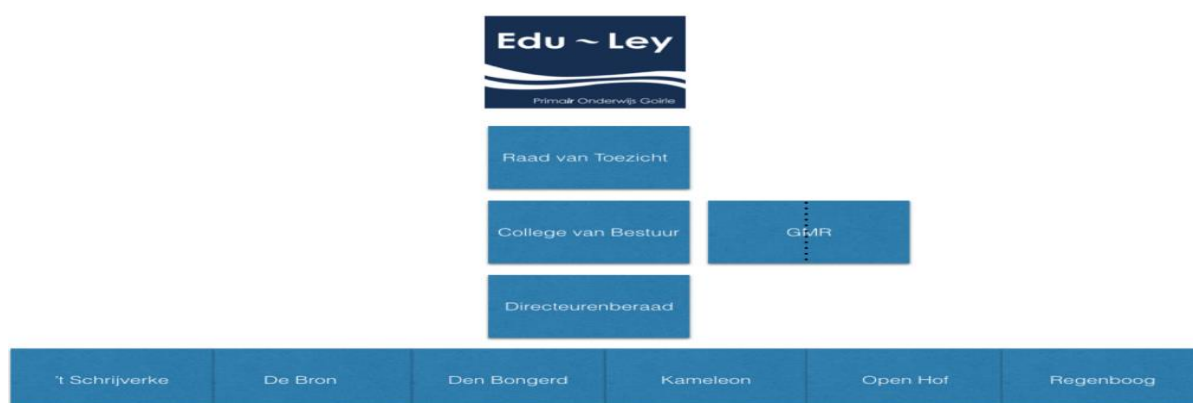 Edu ~ Ley
Primair Onderwijs Goirle
Raad van Toezicht
College van Bestuur
GMR
Directeurenberaad
't Schrijverke
De Bron
Den Bongerd
Kameleon
Open Hof
Regenboog